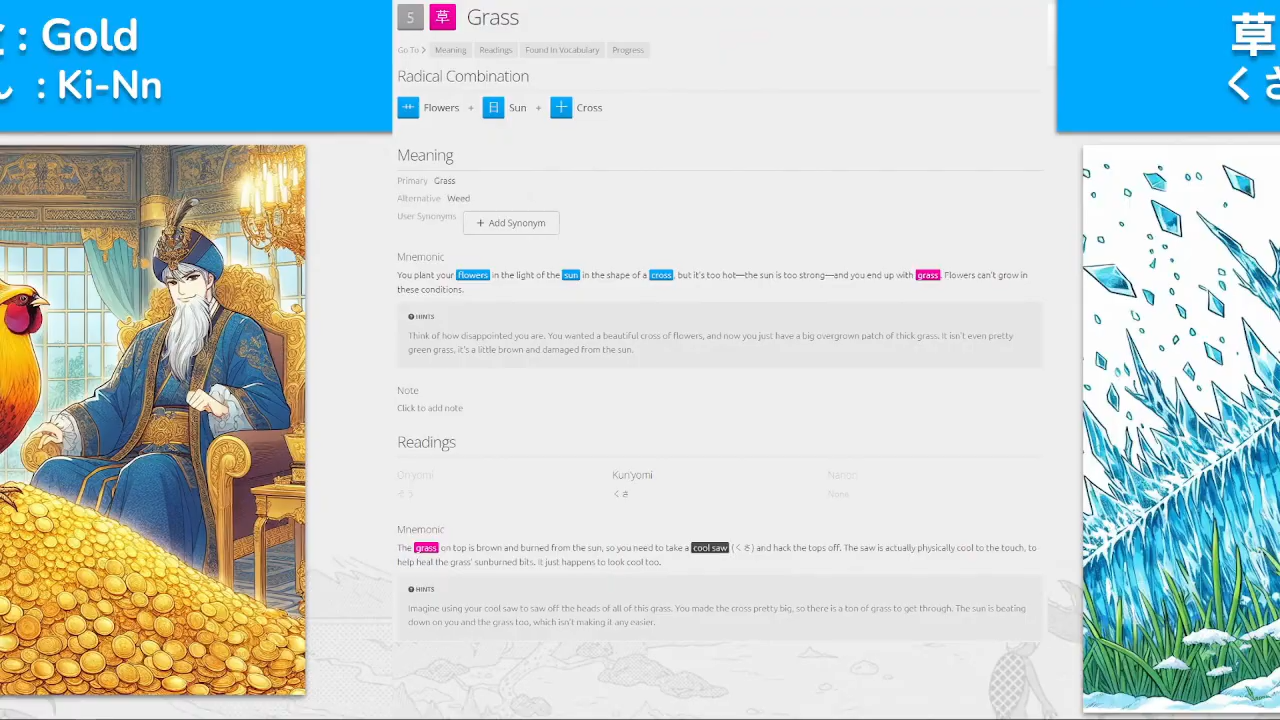 : Gold
ん : Ki-Nn
5 草 Grass
Go To Meaning Readings Found In Vocabulary Progress
Radical Combination
艹 Flowers + 日 Sun + 十 Cross
Meaning
Primary Grass
Alternative Weed
User Synonyms + Add Synonym
Mnemonic
You plant your flowers in the light of the sun in the shape of a cross, but it's too hot—the sun is too strong—and you end up with grass. Flowers can't grow in
these conditions.
HINTS
Think of how disappointed you are. You wanted a beautiful cross of flowers, and now you just have a big overgrown patch of thick grass. It isn't even pretty
green grass, it's a little brown and damaged from the sun.
Note
Click to add note
Readings
On'yomi Kun'yomi Nanori
そう くさ None
Mnemonic
The grass on top is brown and burned from the sun, so you need to take a cool saw (くさ) and hack the tops off. The saw is actually physically cool to the touch, to
help heal the grass' sunburned bits. It just happens to look cool too.
HINTS
Imagine using your cool saw to saw off the heads of all of this grass. You made the cross pretty big, so there is a ton of grass to get through. The sun is beating
down on you and the grass too, which isn't making it any easier.
草
くさ